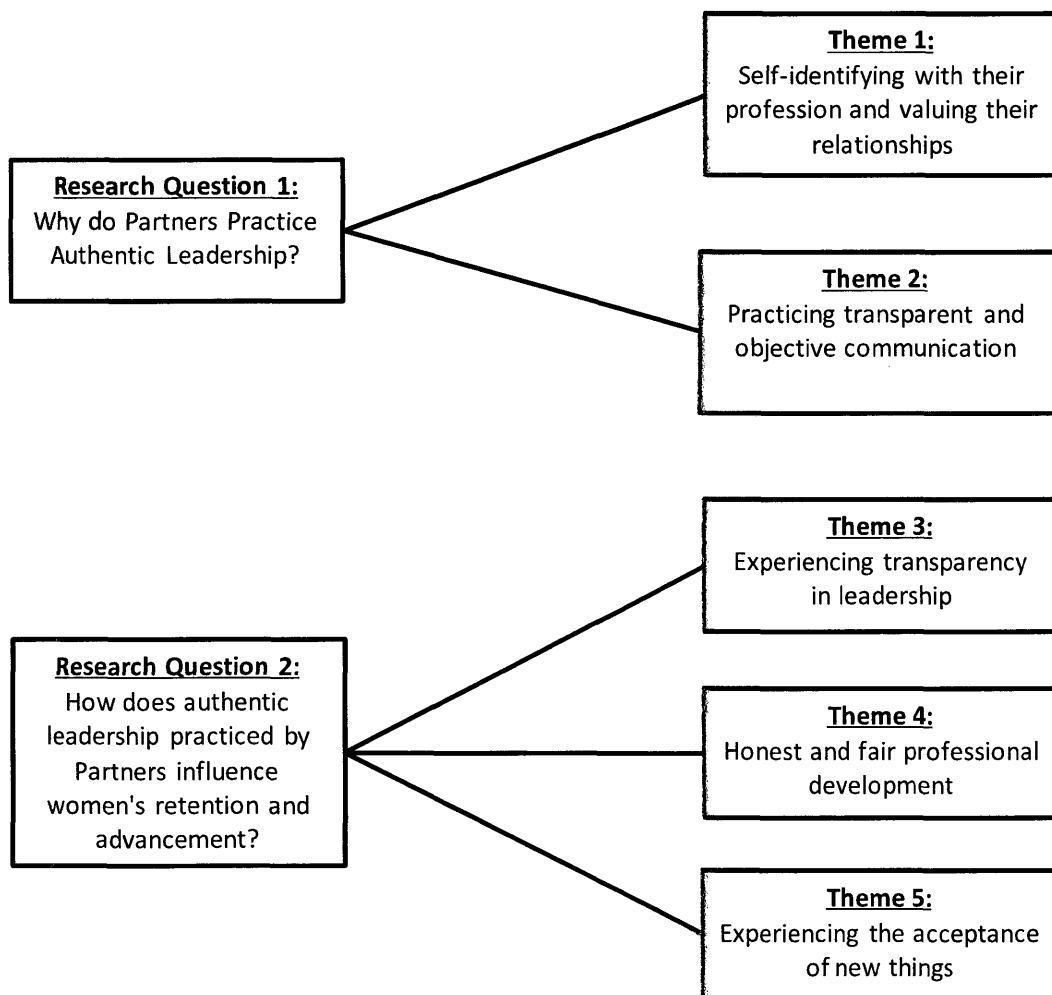 Theme 1:
Self-identifying with their
profession and valuing their
relationships
Research Question 1:
Why do Partners Practice
Authentic Leadership?
Theme 2:
Practicing transparent and
objective communication
Theme 3:
Experiencing transparency
in leadership
Research Question 2:
How does authentic
leadership practiced by
Partners influence
women's retention and
advancement?
Theme 4:
Honest and fair professional
development
Theme 5:
Experiencing the acceptance
of new things